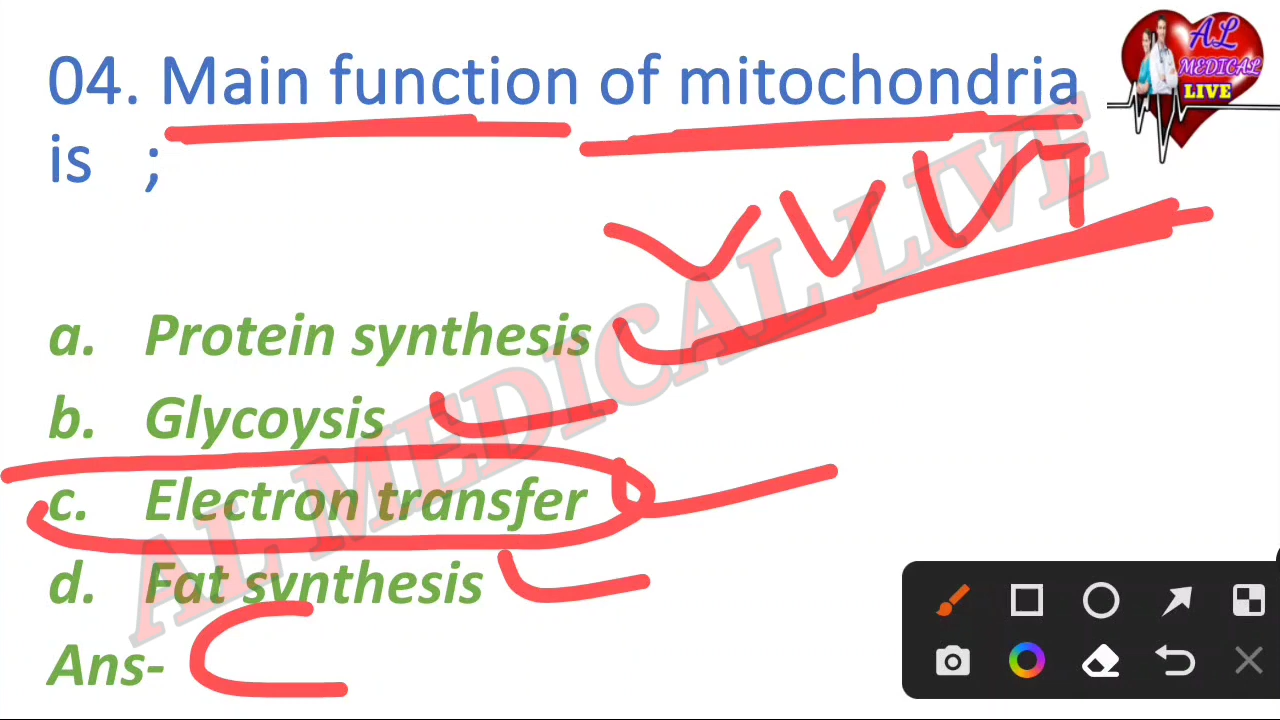 04. Main function of mitochondria
is ;
a. Protein synthesis
b. Glycoysis
c. Electron transfer
d. Fat synthesis
Ans- C
AL MEDICAL LIVE
AL
MEDICAL
LIVE